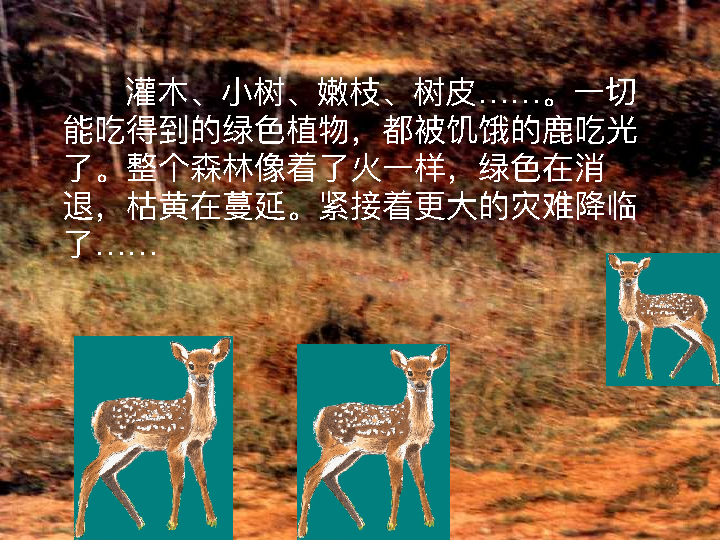 灌木、小树、嫩枝、树皮……。一切
能吃得到的绿色植物，都被饥饿的鹿吃光
了。整个森林像着了火一样，绿色在消
退，枯黄在蔓延。紧接着更大的灾难降临
了……